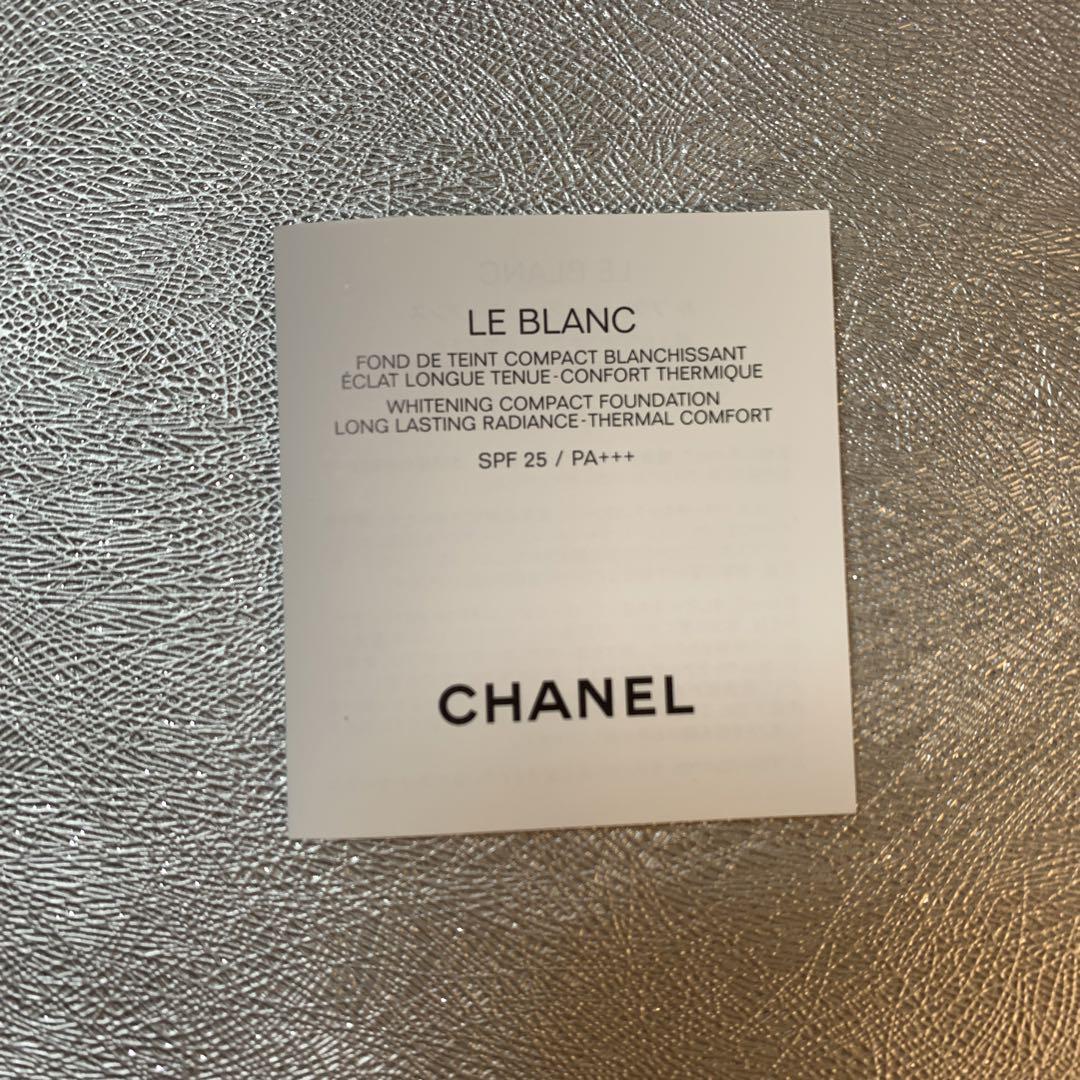 LE BLANC
FOND DE TEINT COMPACT BLANCHISSANT
ÉCLAT LONGUE TENUE-CONFORT THERMIQUE
WHITENING COMPACT FOUNDATION
LONG LASTING RADIANCE-THERMAL COMFORT
SPF 25 / PA+++
CHANEL